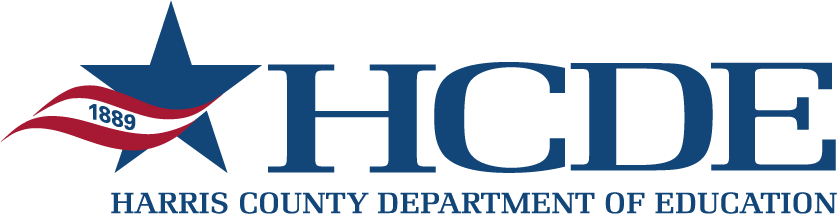 1889
HCDE
HARRIS COUNTY DEPARTMENT OF EDUCATION